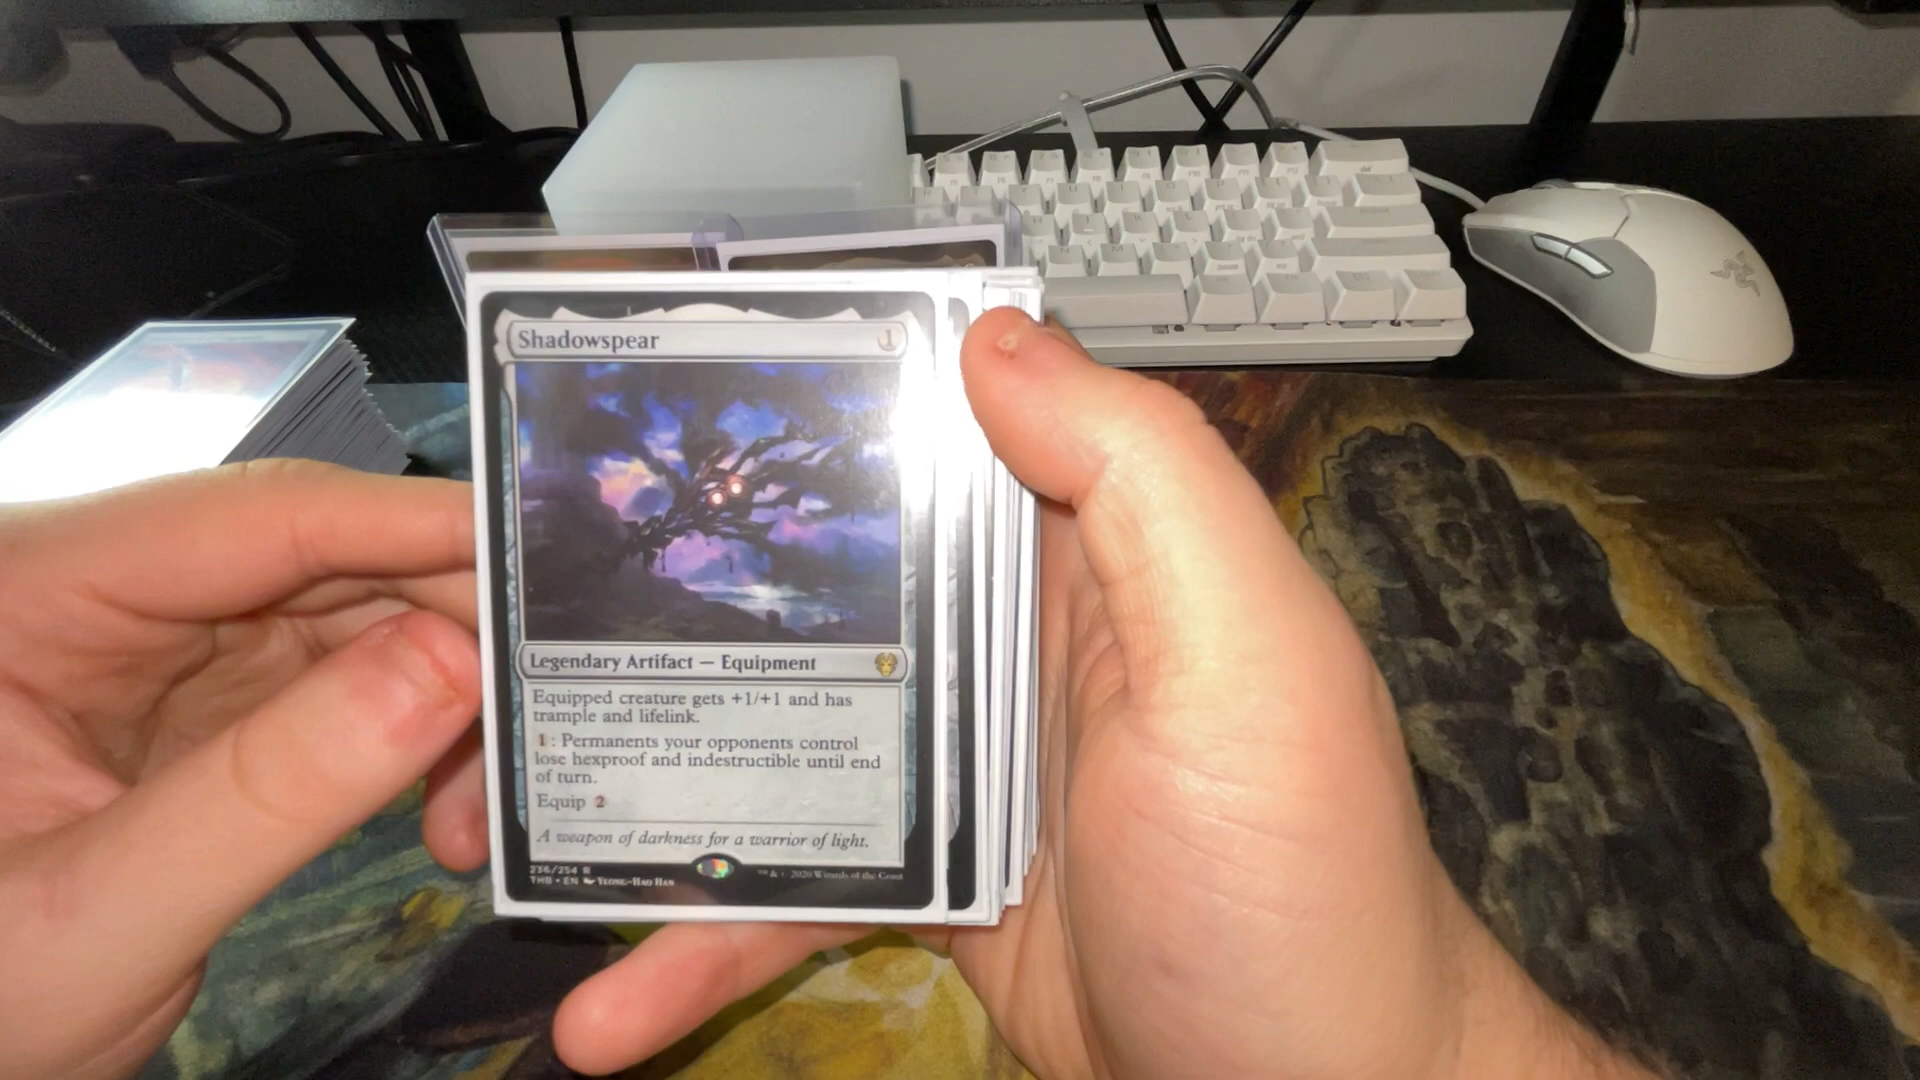 Shadowspear 1
Legendary Artifact — Equipment
Equipped creature gets +1/+1 and has
trample and lifelink.
1: Permanents your opponents control
lose hexproof and indestructible until end
of turn.
Equip 2
A weapon of darkness for a warrior of light.
236/254 R
THB • EN Yeong-Hao Han
™ & © 2020 Wizards of the Coast